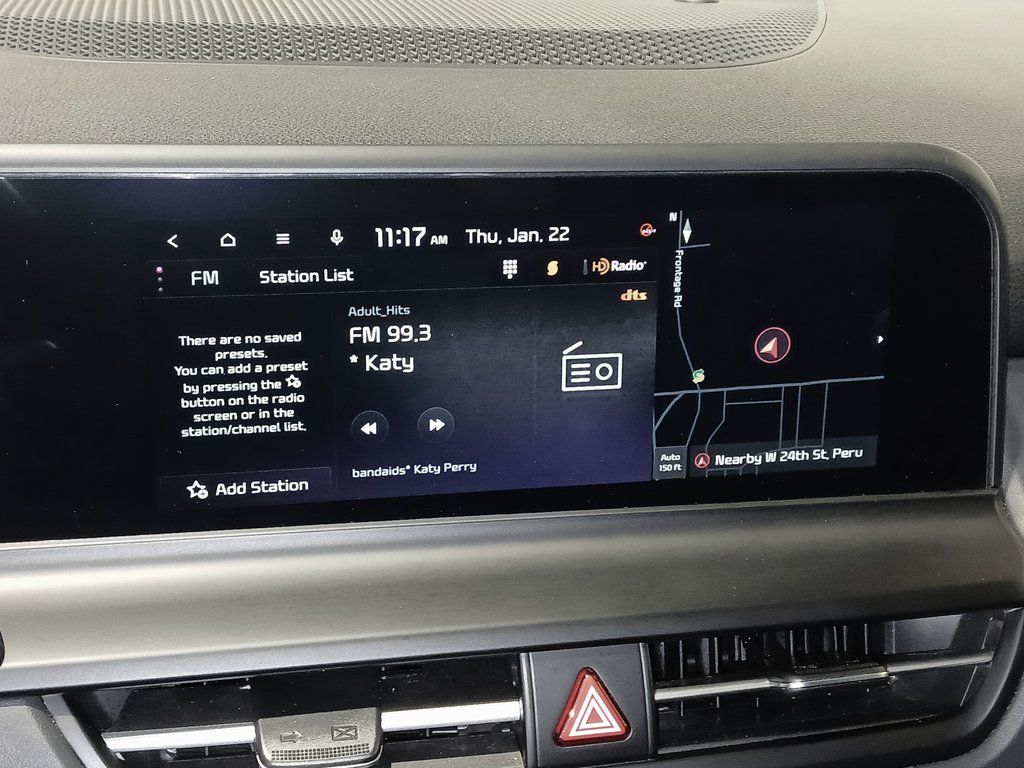 11:17 AM Thu, Jan. 22
FM Station List
HD Radio
dts
There are no saved
presets.
You can add a preset
by pressing the
button on the radio
screen or in the
station/channel list.
Add Station
Adult_Hits
FM 99.3
* Katy
bandaids* Katy Perry
N
Frontage Rd
Auto
150 ft
Nearby W 24th St, Peru